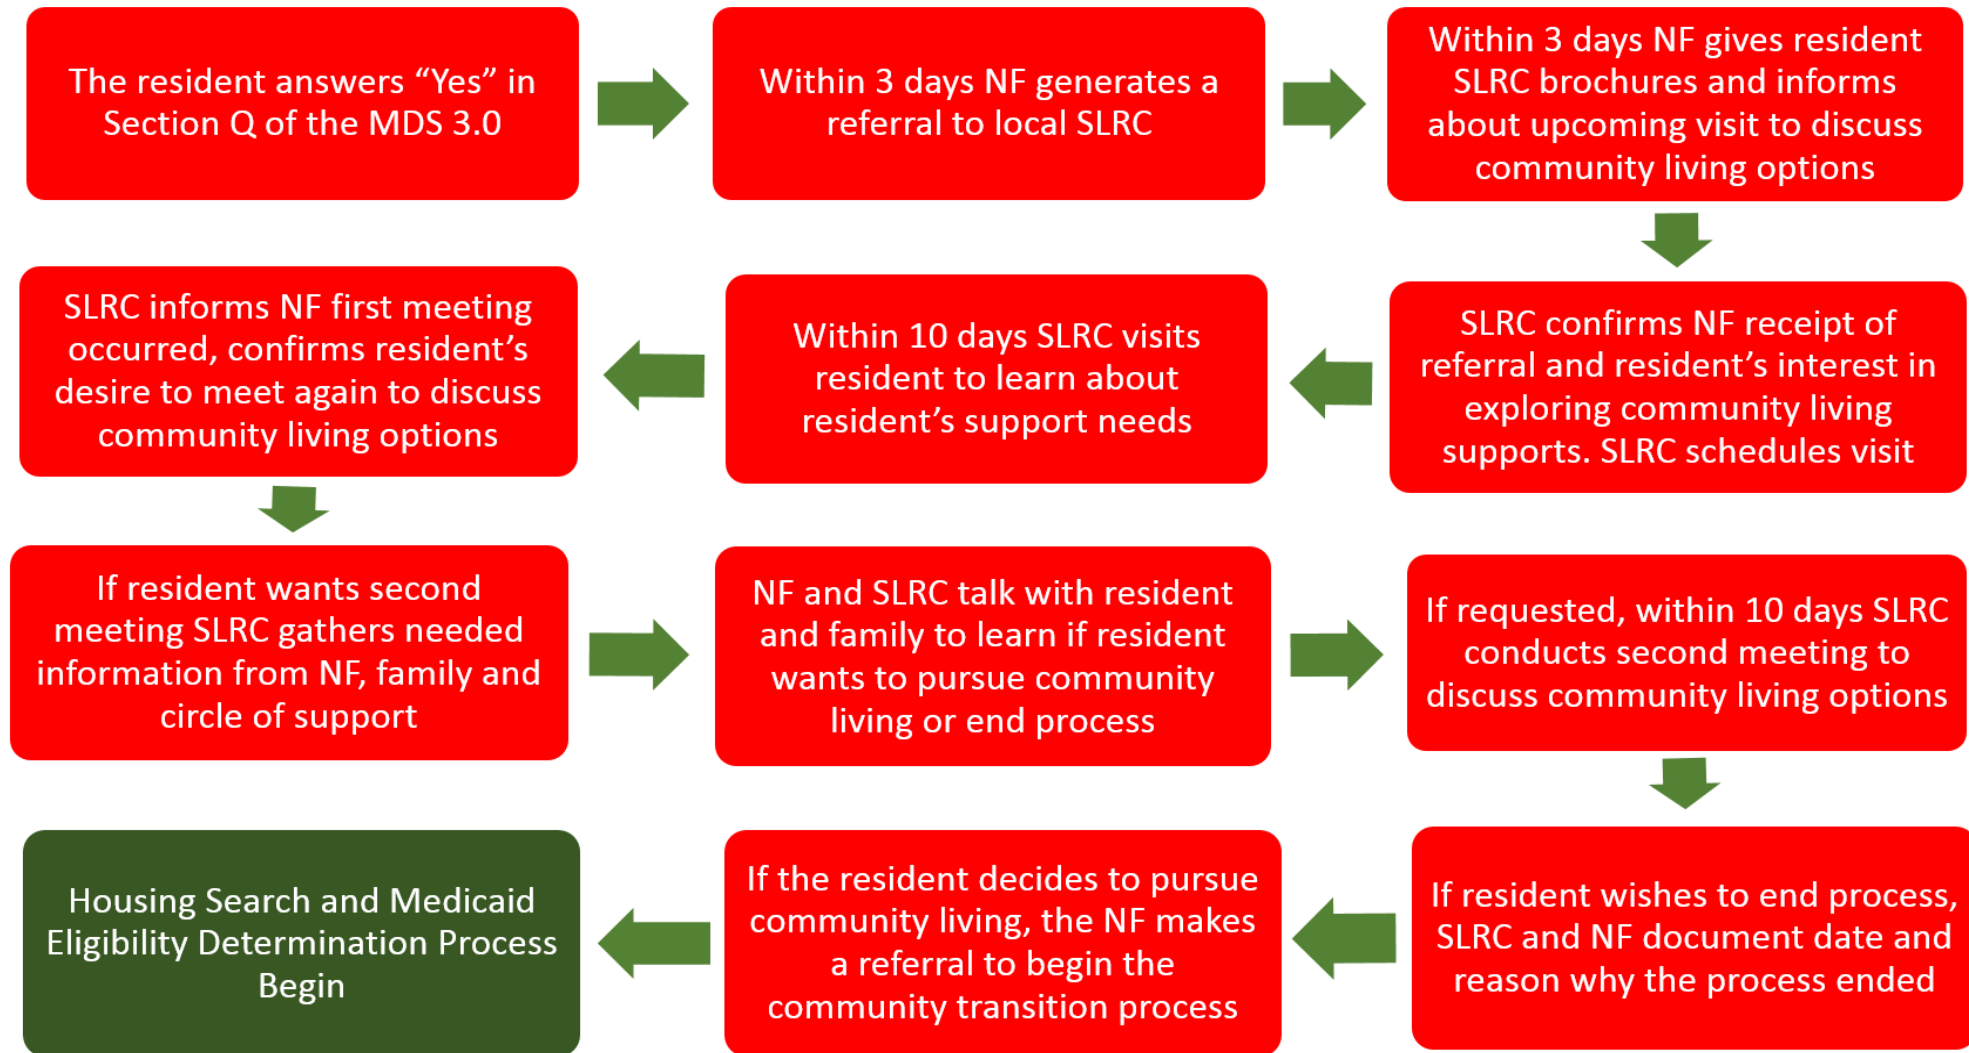 The resident answers “Yes” in
Section Q of the MDS 3.0
Within 3 days NF generates a
referral to local SLRC
Within 3 days NF gives resident
SLRC brochures and informs
about upcoming visit to discuss
community living options
SLRC confirms NF receipt of
referral and resident’s interest in
exploring community living
supports. SLRC schedules visit
Within 10 days SLRC visits
resident to learn about
resident’s support needs
SLRC informs NF first meeting
occurred, confirms resident’s
desire to meet again to discuss
community living options
If resident wants second
meeting SLRC gathers needed
information from NF, family and
circle of support
NF and SLRC talk with resident
and family to learn if resident
wants to pursue community
living or end process
If requested, within 10 days SLRC
conducts second meeting to
discuss community living options
If resident wishes to end process,
SLRC and NF document date and
reason why the process ended
If the resident decides to pursue
community living, the NF makes
a referral to begin the
community transition process
Housing Search and Medicaid
Eligibility Determination Process
Begin